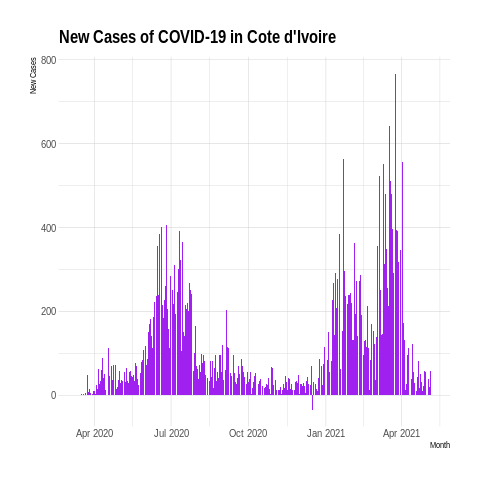 New Cases of COVID-19 in Cote d'Ivoire
New Cases
800
600
400
200
0
Apr 2020 Jul 2020 Oct 2020 Jan 2021 Apr 2021
Month